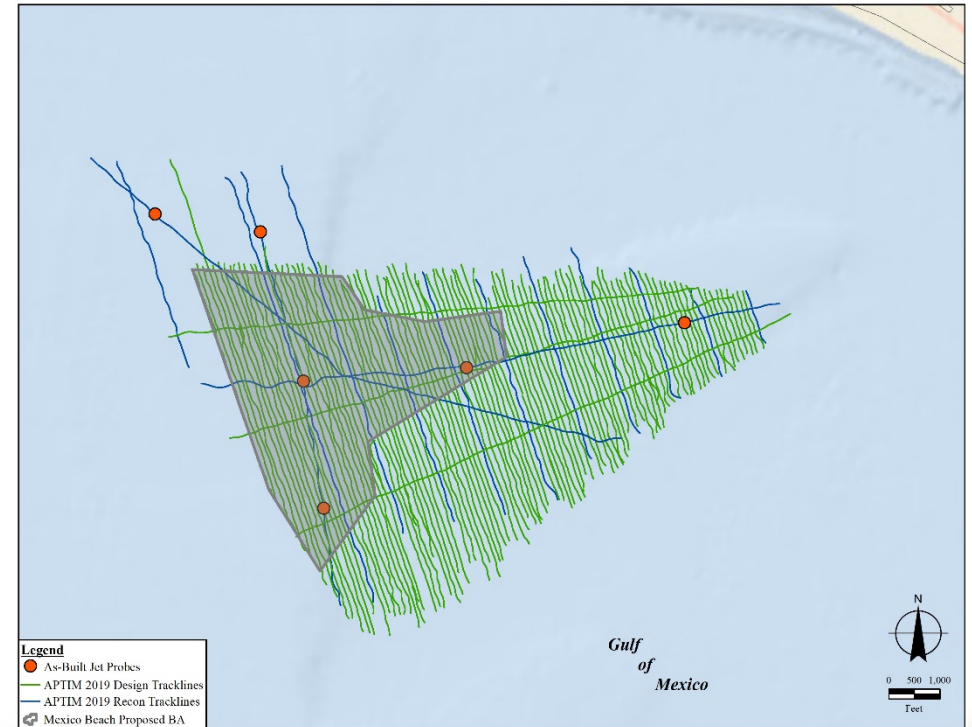 Gulf
of
Mexico
N
0 500 1,000
Feet
Legend
As-Built Jet Probes
APTIM 2019 Design Tracklines
APTIM 2019 Recon Tracklines
Mexico Beach Proposed BA